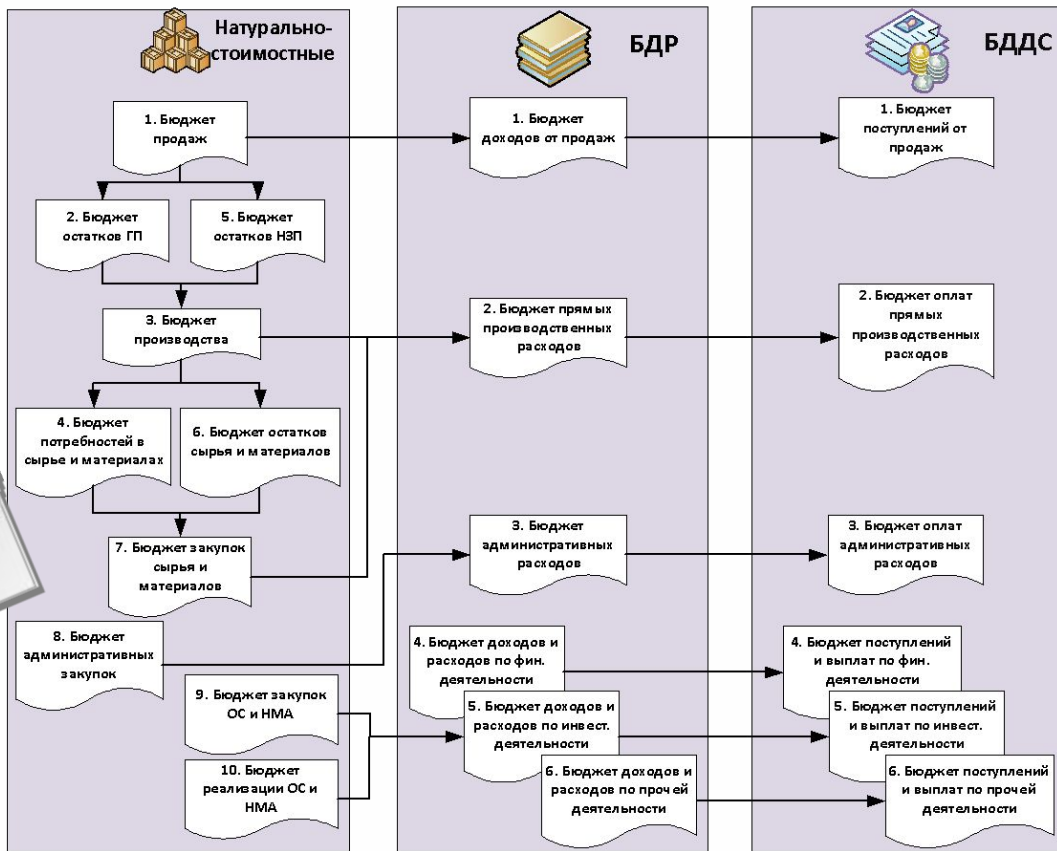 Натурально-
стоимостные
1. Бюджет
продаж
2. Бюджет
остатков ГП
5. Бюджет
остатков НЗП
3. Бюджет
производства
4. Бюджет
потребностей в
сырье и материалах
6. Бюджет остатков
сырья и материалов
7. Бюджет закупок
сырья и
материалов
8. Бюджет
административных
закупок
9. Бюджет закупок
ОС и НМА
10. Бюджет
реализации ОС и
НМА
БДР
1. Бюджет
доходов от продаж
2. Бюджет прямых
производственных
расходов
3. Бюджет
административных
расходов
4. Бюджет доходов и
расходов по фин.
деятельности
5. Бюджет доходов и
расходов по инвест.
деятельности
6. Бюджет доходов и
расходов по прочей
деятельности
БДДС
1. Бюджет
поступлений от
продаж
2. Бюджет оплат
прямых
производственных
расходов
3. Бюджет оплат
административных
расходов
4. Бюджет поступлений
и выплат по фин.
деятельности
5. Бюджет поступлений
и выплат по инвест.
деятельности
6. Бюджет поступлений
и выплат по прочей
деятельности